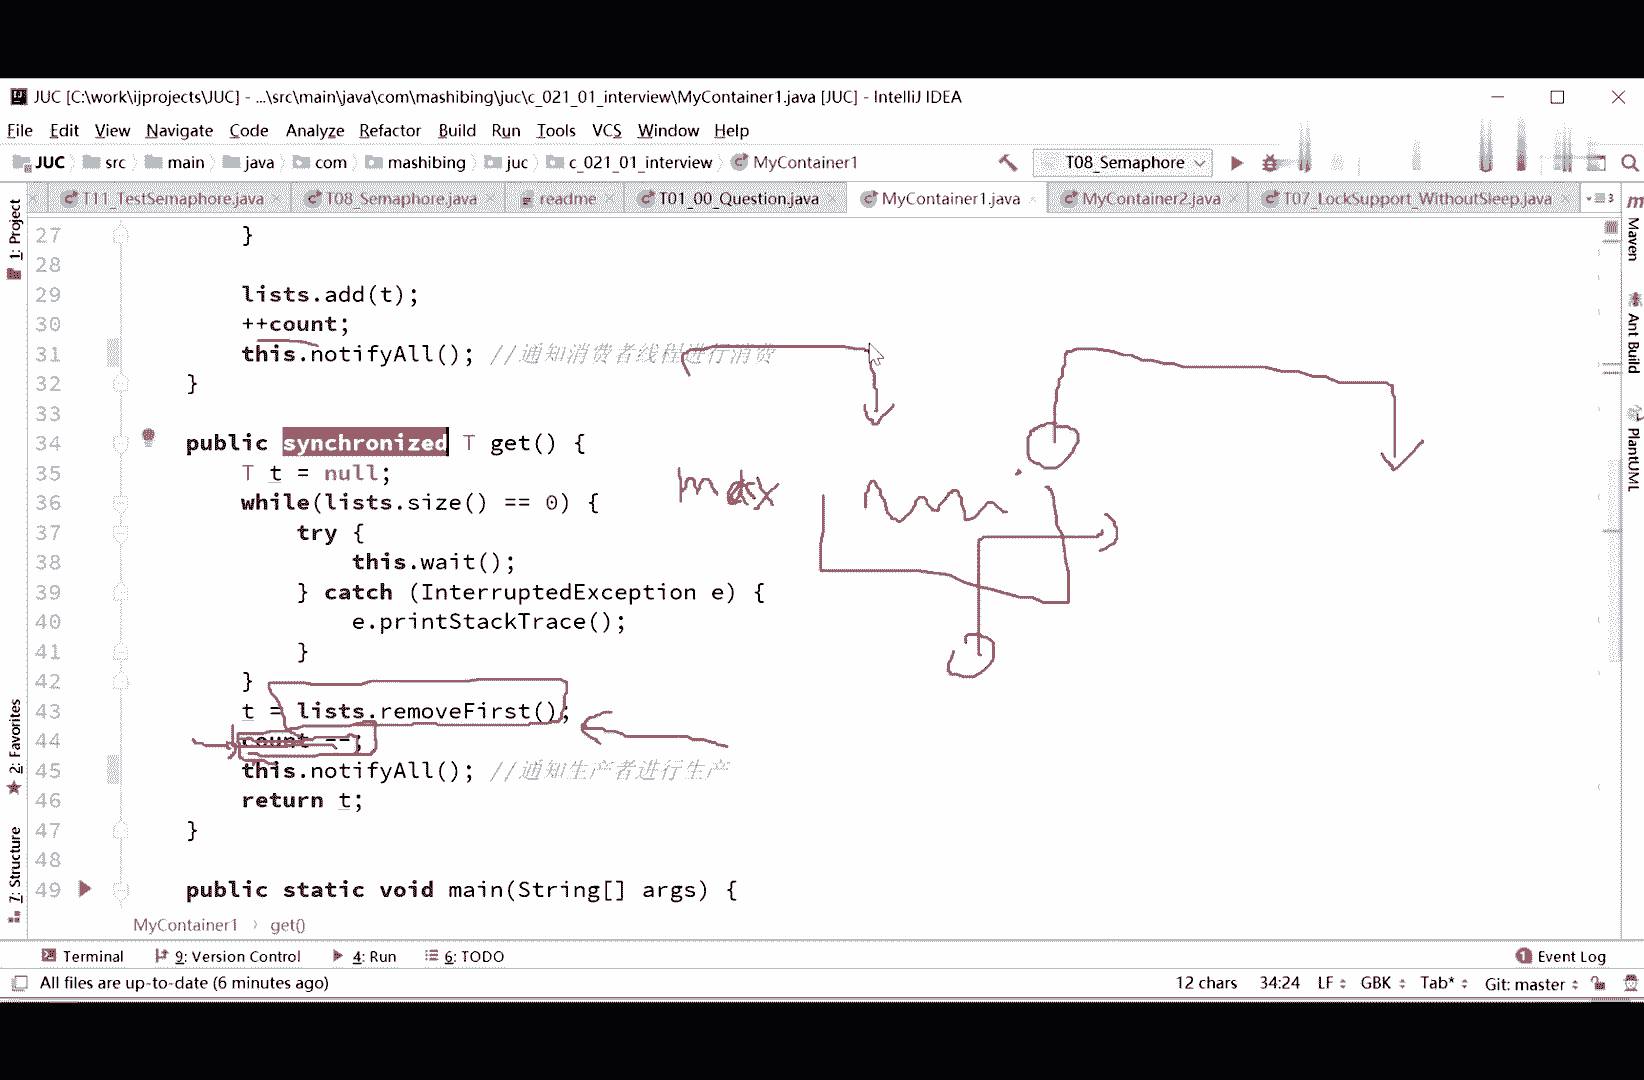 JUC [C:\work\ijprojects\JUC] - ...\src\main\java\com\mashibing\juc\c_021_01_interview\MyContainer1.java [JUC] - IntelliJ IDEA
File Edit View Navigate Code Analyze Refactor Build Run Tools VCS Window Help
JUC src main java com mashibing juc c_021_01_interview MyContainer1 T08_Semaphore
T11_TestSemaphore.java T08_Semaphore.java readme T01_00_Question.java MyContainer1.java MyContainer2.java T07_LockSupport_WithoutSleep.java 3
1: Project
2: Favorites
7: Structure
Maven
Ant Build
PlantUML
27 }
28
29 lists.add(t);
30 ++count;
31 this.notifyAll(); //通知消费者线程进行消费
32 }
33
34 public synchronized T get() {
35 T t = null;
36 while(lists.size() == 0) {
37 try {
38 this.wait();
39 } catch (InterruptedException e) {
40 e.printStackTrace();
41 }
42 }
43 t = lists.removeFirst();
44 count --;
45 this.notifyAll(); //通知生产者进行生产
46 return t;
47 }
48
49 public static void main(String[] args) {
max
MyContainer1 › get()
Terminal 9: Version Control 4: Run 6: TODO 1 Event Log
All files are up-to-date (6 minutes ago) 12 chars 34:24 LF GBK Tab* Git: master